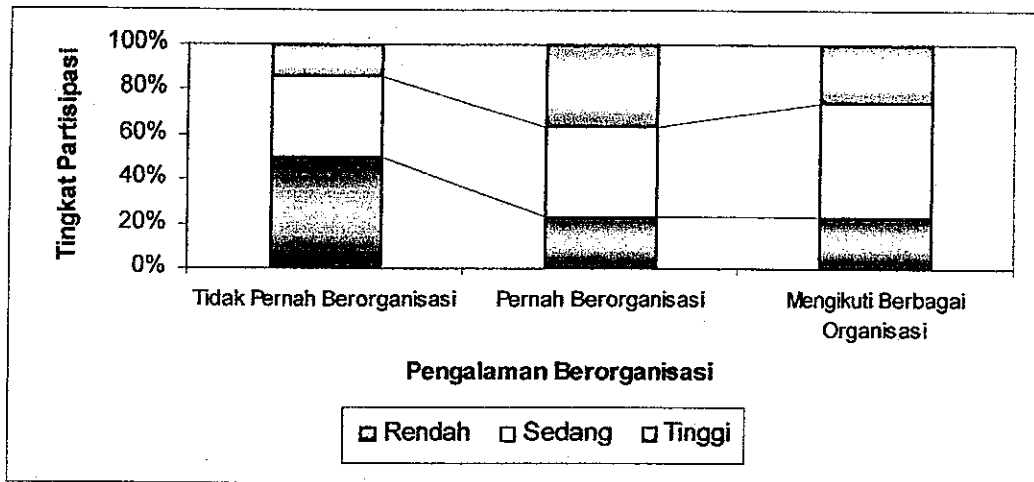 Tingkat Partisipasi
100%
80%
60%
40%
20%
0%
Tidak Pernah Berorganisasi
Pernah Berorganisasi
Mengikuti Berbagai
Organisasi
Pengalaman Berorganisasi
Rendah Sedang Tinggi